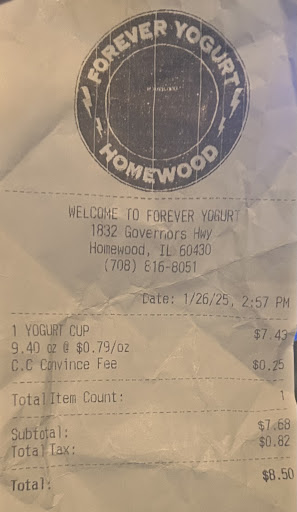 FOREVER YOGURT
HOMEWOOD
WELCOME TO FOREVER YOGURT
1832 Governors Hwy
Homewood, IL 60430
(708) 816-8051
Date: 1/26/25, 2:57 PM
1 YOGURT CUP $7.43
9.40 oz @ $0.79/oz
C.C Convince Fee $0.25
Total Item Count: 1
Subtotal: $7.68
Total Tax: $0.82
Total: $8.50